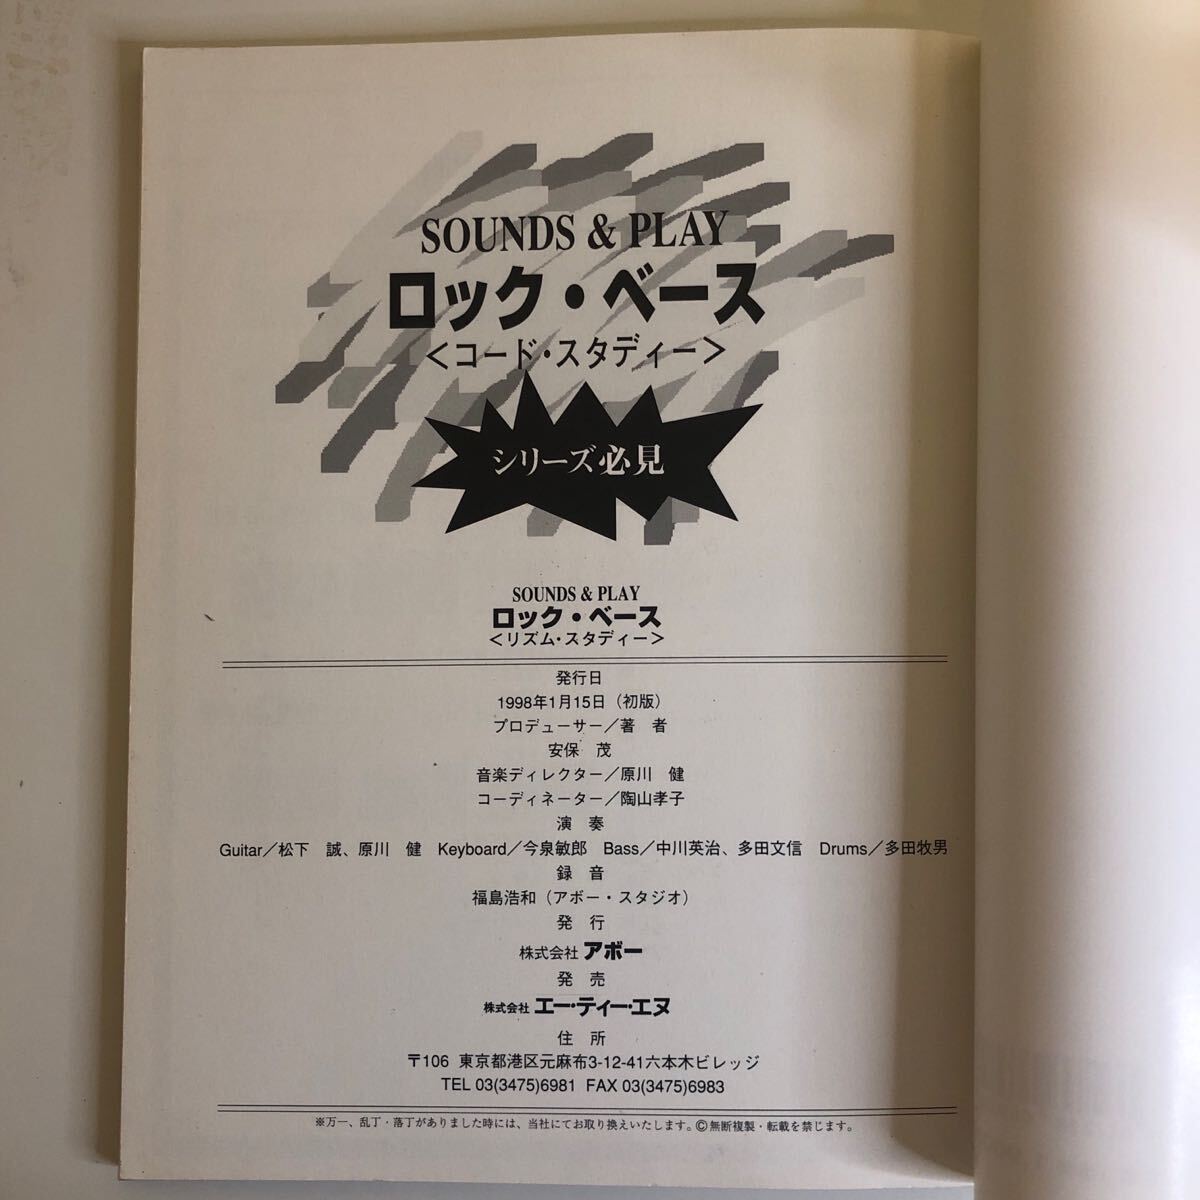 SOUNDS & PLAY
ロック・ベース
<コード・スタディー>
シリーズ必見
SOUNDS & PLAY
ロック・ベース
<リズム・スタディー>
発行日
1998年1月15日（初版）
プロデューサー／著　者
安保　茂
音楽ディレクター／原川　健
コーディネーター／陶山孝子
演　奏
Guitar／松下　誠、原川　健　Keyboard／今泉敏郎　Bass／中川英治、多田文信　Drums／多田牧男
録　音
福島浩和（アボー・スタジオ）
発　行
株式会社 アボー
発　売
株式会社 エー・ティー・エヌ
住　所
〒106 東京都港区元麻布3-12-41六本木ビレッジ
TEL 03(3475)6981 FAX 03(3475)6983
※万一、乱丁・落丁がありました時には、当社にてお取り換えいたします。©無断複製・転載を禁じます。